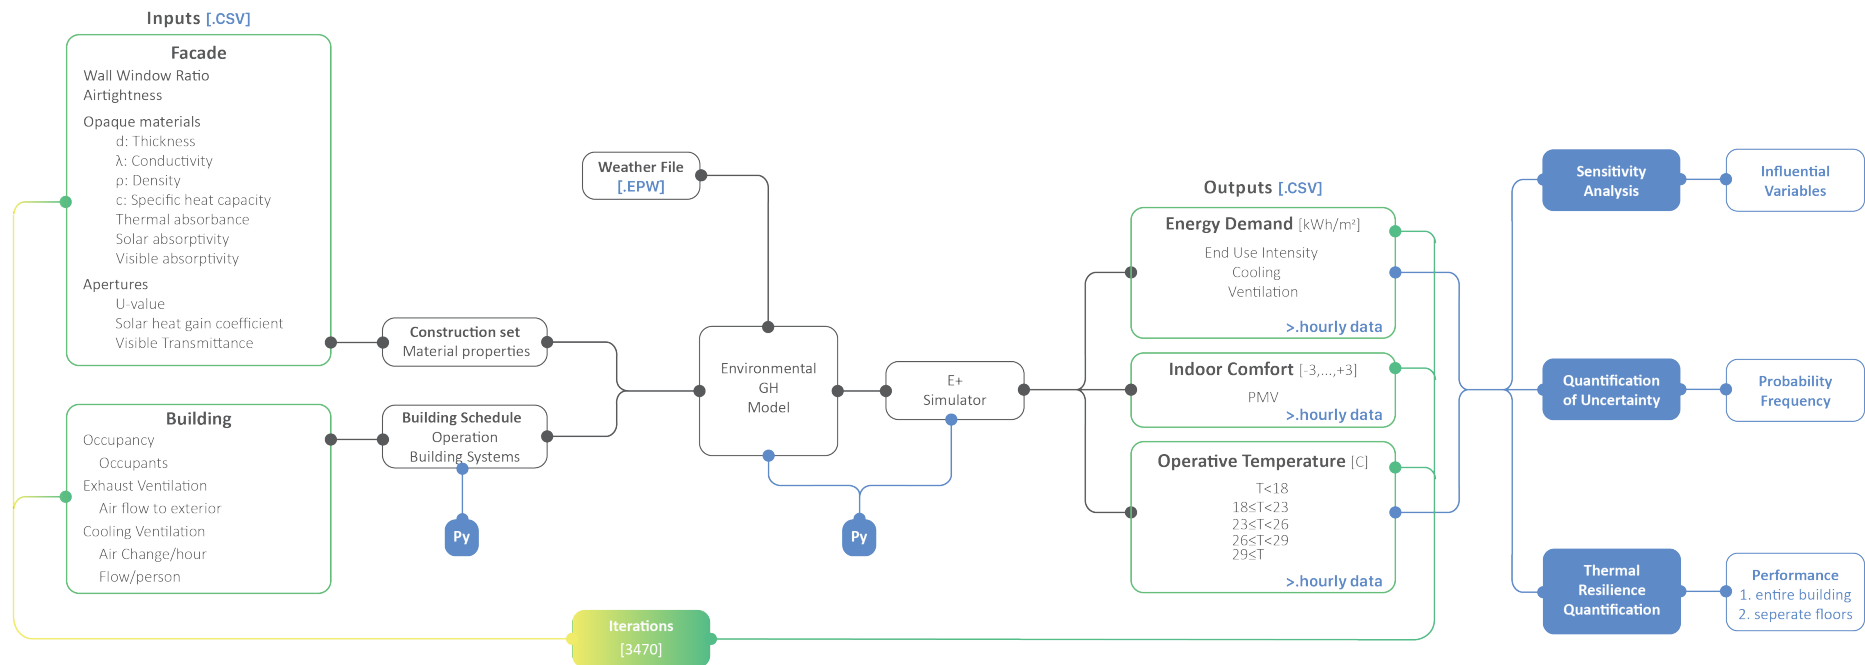 Inputs [.CSV]
Facade
Wall Window Ratio
Airtightness
Opaque materials
d: Thickness
λ: Conductivity
ρ: Density
c: Specific heat capacity
Thermal absorbance
Solar absorptivity
Visible absorptivity
Apertures
U-value
Solar heat gain coefficient
Visible Transmittance
Building
Occupancy
Occupants
Exhaust Ventilation
Air flow to exterior
Cooling Ventilation
Air Change/hour
Flow/person
Construction set
Material properties
Building Schedule
Operation
Building Systems
Py
Weather File
[.EPW]
Environmental
GH
Model
E+
Simulator
Py
Iterations
[3470]
Outputs [.CSV]
Energy Demand [kWh/m²]
End Use Intensity
Cooling
Ventilation
>.hourly data
Indoor Comfort [-3,...,+3]
PMV
>.hourly data
Operative Temperature [C]
T<18
18≤T<23
23≤T<26
26≤T<29
29≤T
>.hourly data
Sensitivity
Analysis
Influential
Variables
Quantification
of Uncertainty
Probability
Frequency
Thermal
Resilience
Quantification
Performance
1. entire building
2. seperate floors